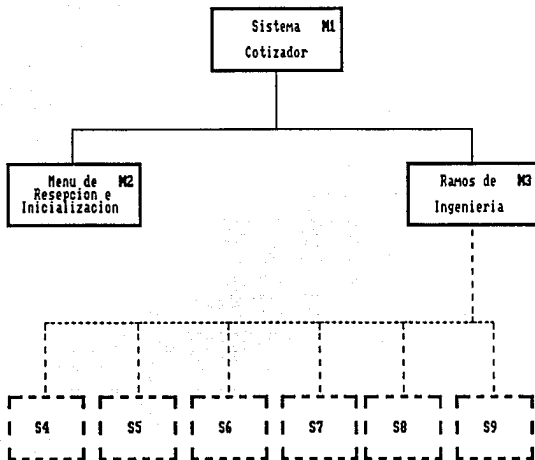 Sistema M1
Cotizador
Menu de M2
Resepcion e
Inicializacion
Ramos de M3
Ingenieria
S4 S5 S6 S7 S8 S9